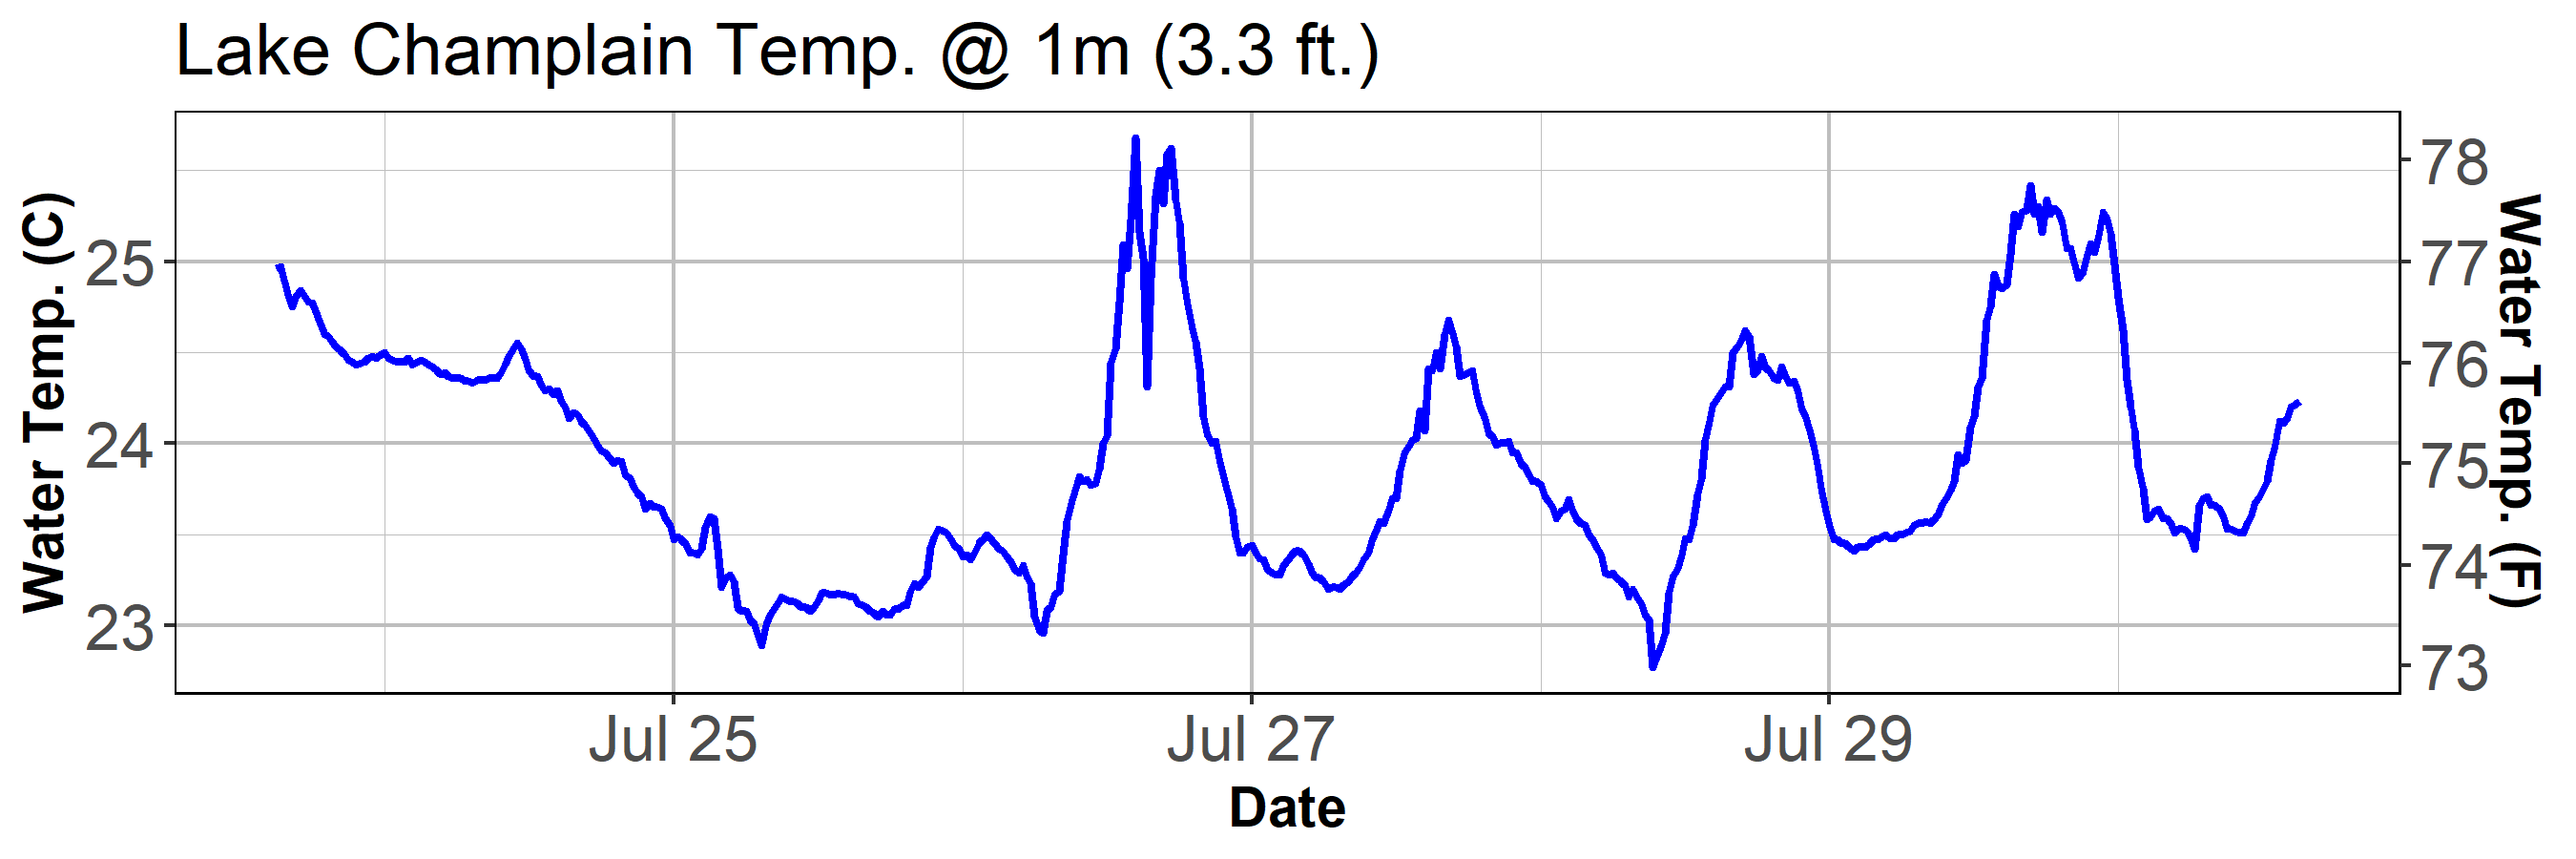 Lake Champlain Temp. @ 1m (3.3 ft.)
Water Temp. (C)
25
24
23
78
77
76
75
74
73
Water Temp. (F)
Jul 25
Jul 27
Jul 29
Date